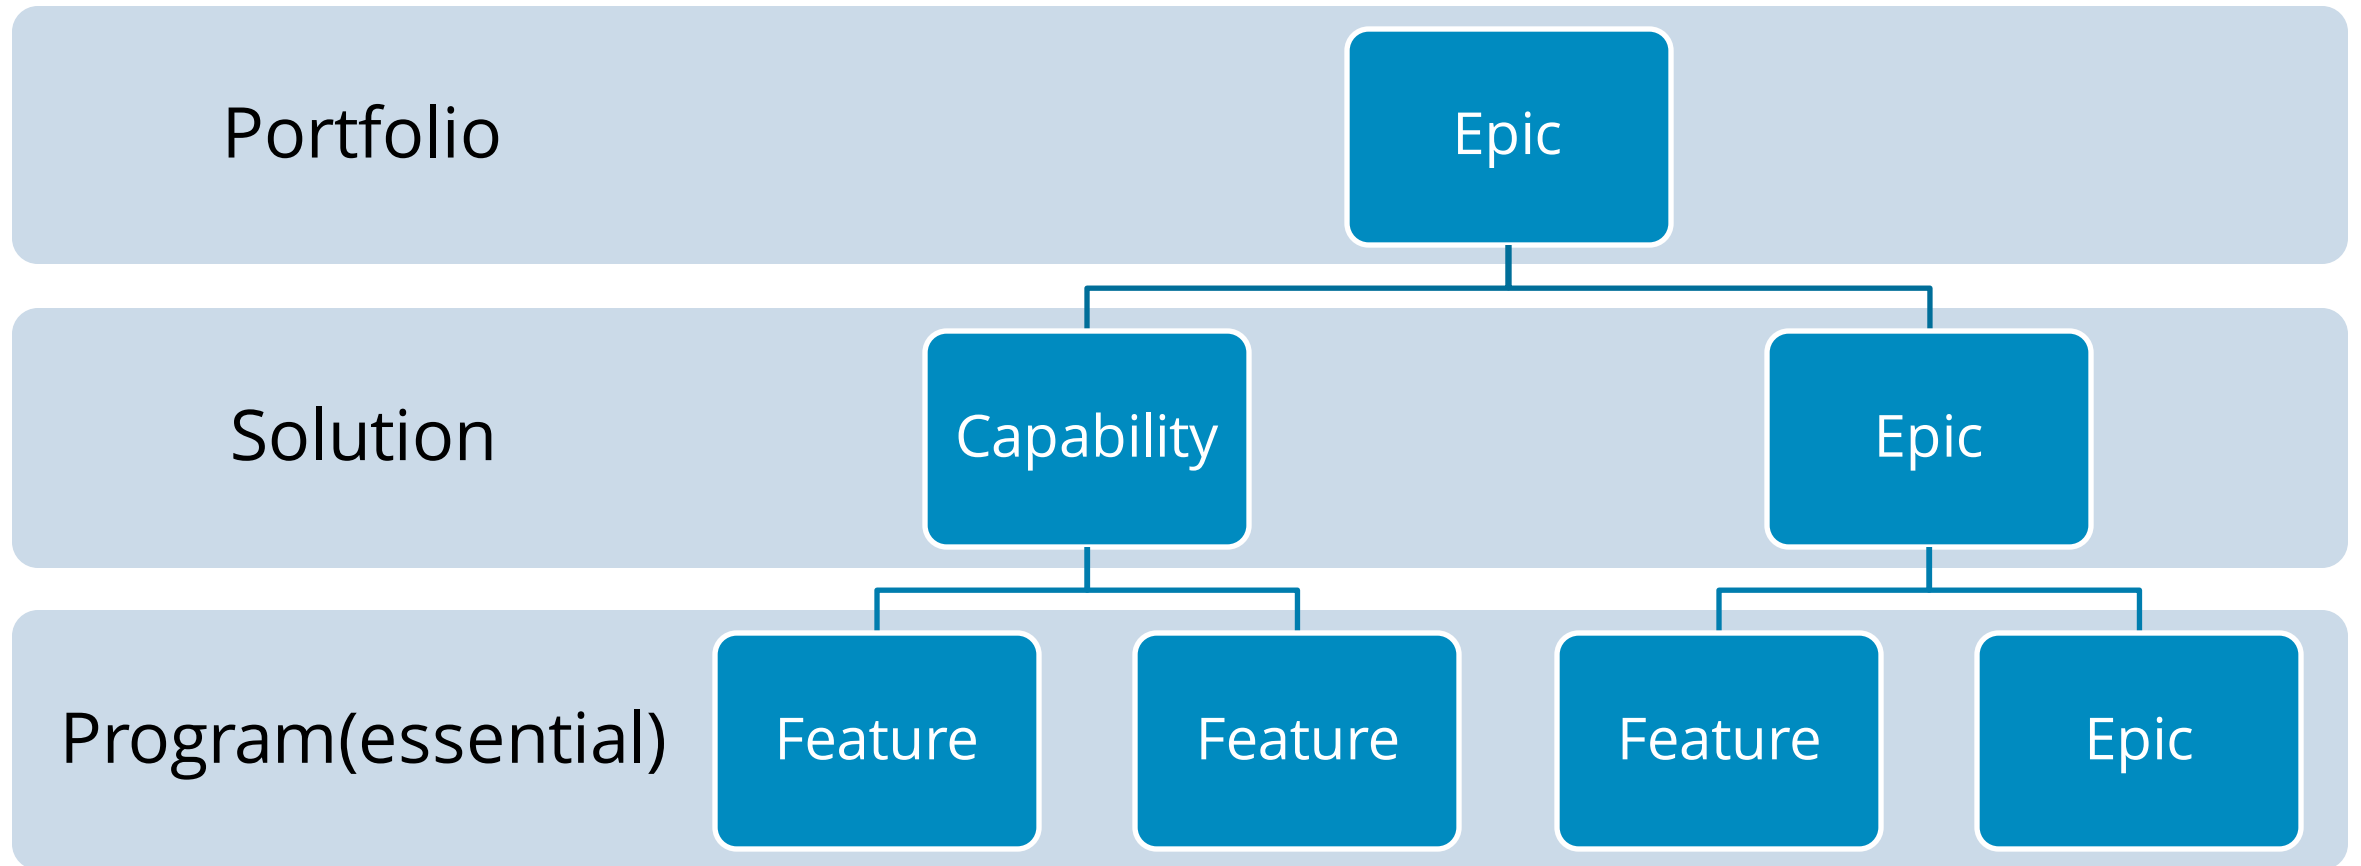 Portfolio
Epic
Solution
Capability
Epic
Program(essential)
Feature
Feature
Feature
Epic